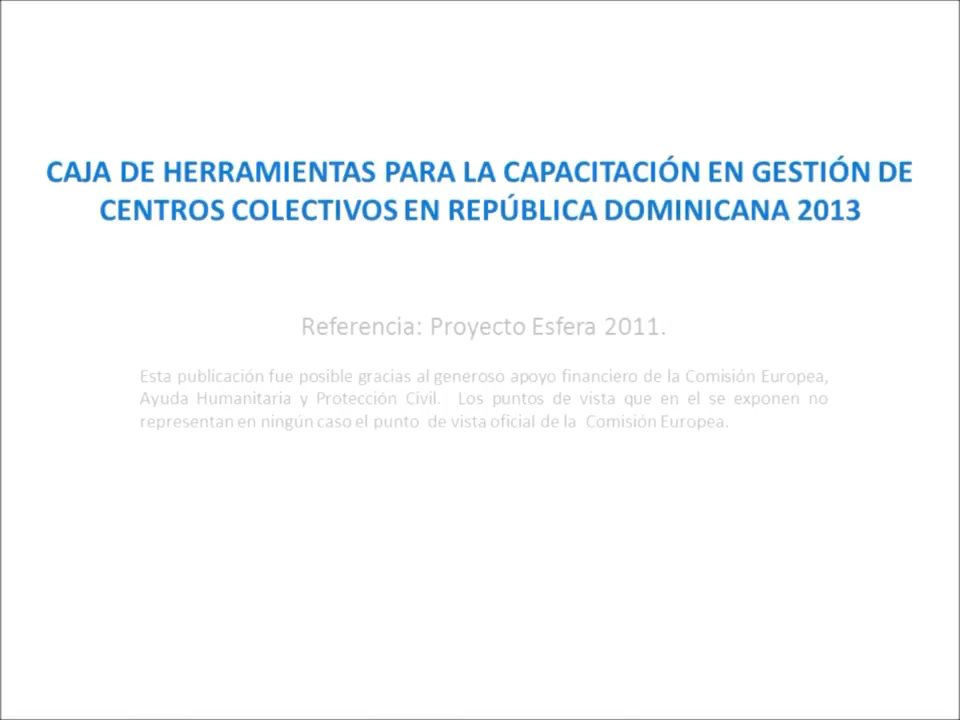 CAJA DE HERRAMIENTAS PARA LA CAPACITACIÓN EN GESTIÓN DE
CENTROS COLECTIVOS EN REPÚBLICA DOMINICANA 2013
Referencia: Proyecto Esfera 2011.
Esta publicación fue posible gracias al generoso apoyo financiero de la Comisión Europea,
Ayuda Humanitaria y Protección Civil. Los puntos de vista que en el se exponen no
representan en ningún caso el punto de vista oficial de la Comisión Europea.